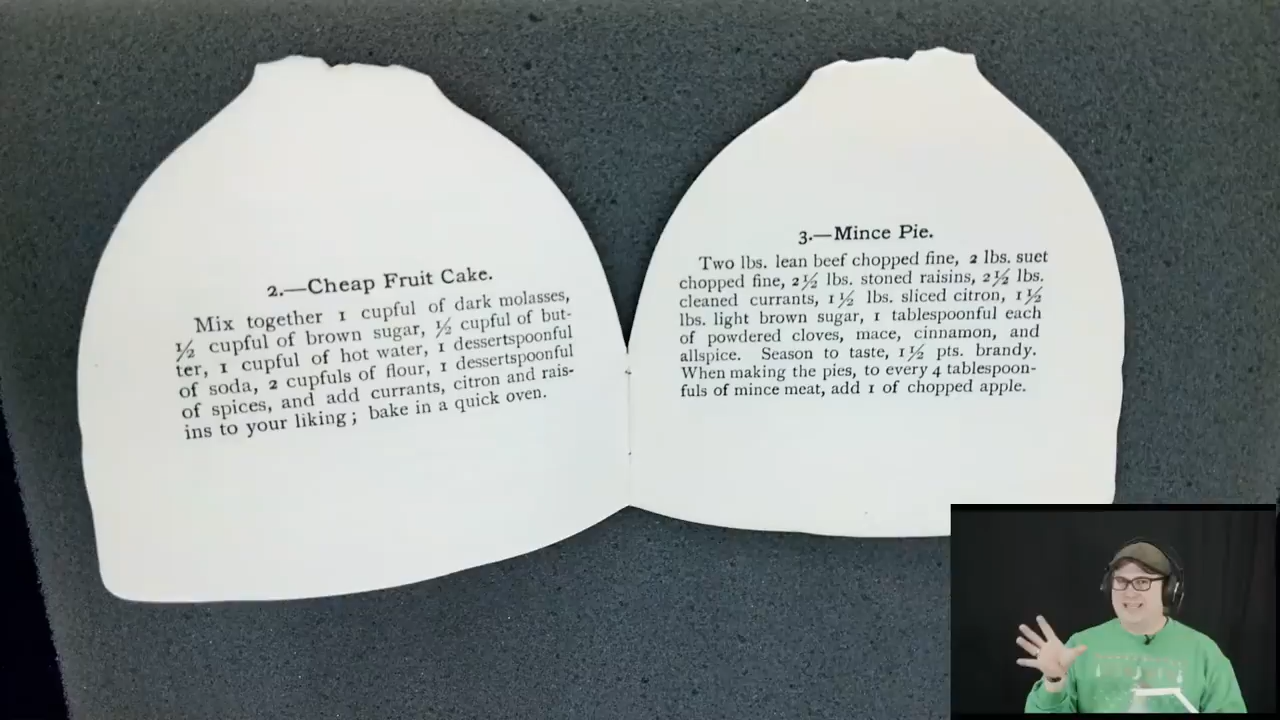 2.—Cheap Fruit Cake.
Mix together 1 cupful of dark molasses,
½ cupful of brown sugar, ½ cupful of but-
ter, 1 cupful of hot water, 1 dessertspoonful
of soda, 2 cupfuls of flour, 1 dessertspoonful
of spices, and add currants, citron and rais-
ins to your liking; bake in a quick oven.
3.—Mince Pie.
Two lbs. lean beef chopped fine, 2 lbs. suet
chopped fine, 2½ lbs. stoned raisins, 2½ lbs.
cleaned currants, 1½ lbs. sliced citron, 1½
lbs. light brown sugar, 1 tablespoonful each
of powdered cloves, mace, cinnamon, and
allspice. Season to taste, 1½ pts. brandy.
When making the pies, to every 4 tablespoon-
fuls of mince meat, add 1 of chopped apple.